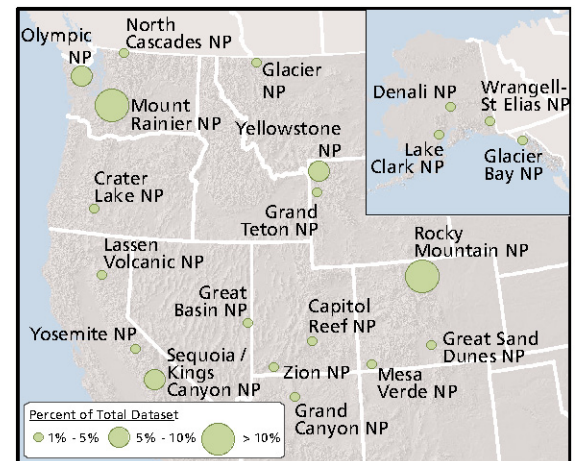 Olympic
NP
North
Cascades NP
Glacier
NP
Mount
Rainier NP
Yellowstone
NP
Denali NP
Wrangell-
St Elias NP
Lake
Clark NP
Glacier
Bay NP
Crater
Lake NP
Grand
Teton NP
Lassen
Volcanic NP
Rocky
Mountain NP
Great
Basin NP
Capitol
Reef NP
Yosemite NP
Sequoia /
Kings
Canyon NP
Zion NP
Mesa
Verde NP
Great Sand
Dunes NP
Grand
Canyon NP
Percent of Total Dataset
1% - 5% 5% - 10% > 10%